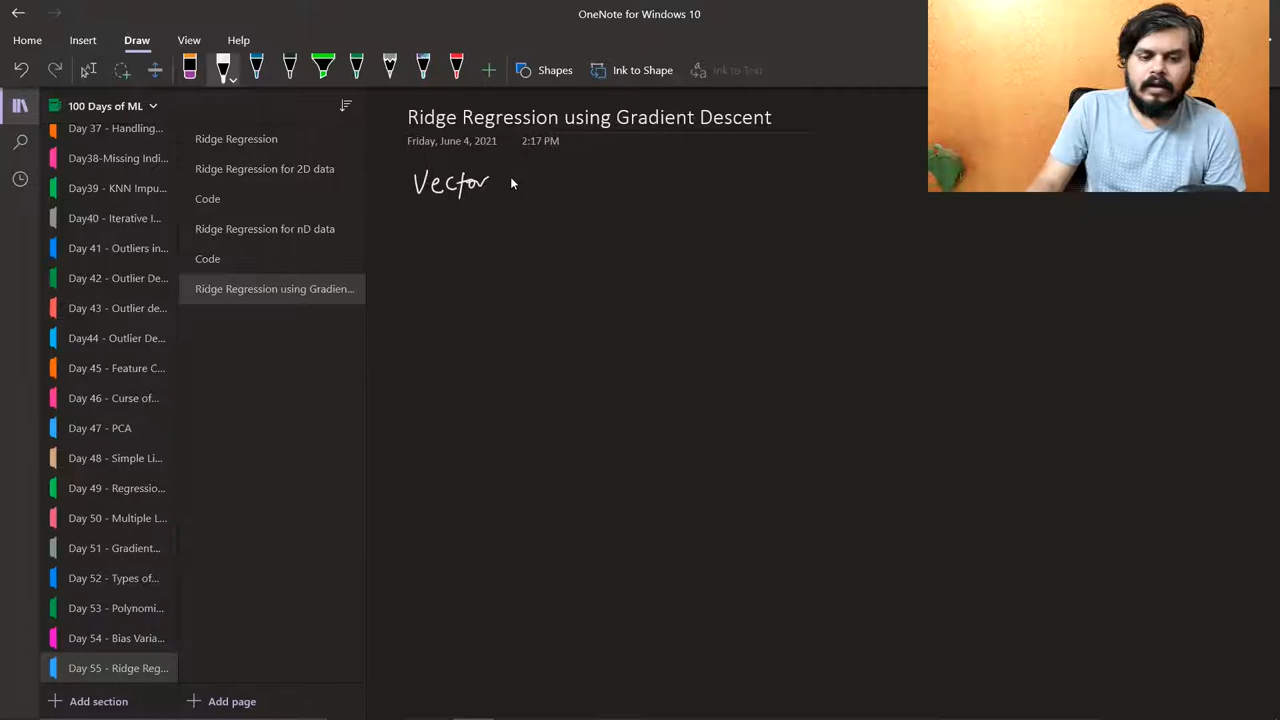 OneNote for Windows 10
Home Insert Draw View Help
Shapes Ink to Shape Ink to Text
100 Days of ML
Day 37 - Handling...
Day38-Missing Indi...
Day39 - KNN Impu...
Day40 - Iterative I...
Day 41 - Outliers in...
Day 42 - Outlier De...
Day 43 - Outlier de...
Day44 - Outlier De...
Day 45 - Feature C...
Day 46 - Curse of...
Day 47 - PCA
Day 48 - Simple Li...
Day 49 - Regressio...
Day 50 - Multiple L...
Day 51 - Gradient...
Day 52 - Types of...
Day 53 - Polynomi...
Day 54 - Bias Varia...
Day 55 - Ridge Reg...
Add section
Ridge Regression
Ridge Regression for 2D data
Code
Ridge Regression for nD data
Code
Ridge Regression using Gradien...
Add page
Ridge Regression using Gradient Descent
Friday, June 4, 2021 2:17 PM
Vector